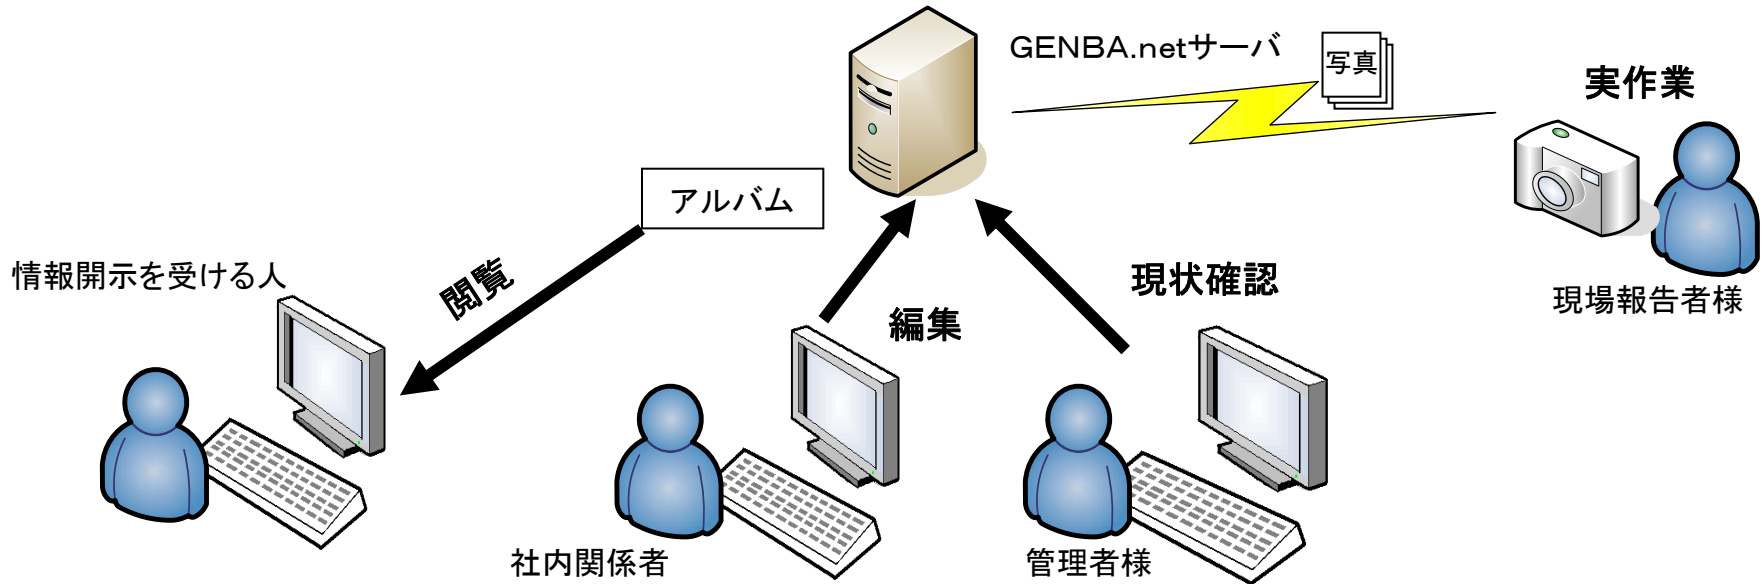 GENBA.netサーバ
写真
実作業
アルバム
情報開示を受ける人
閲覧
編集
現状確認
現場報告者様
社内関係者
管理者様